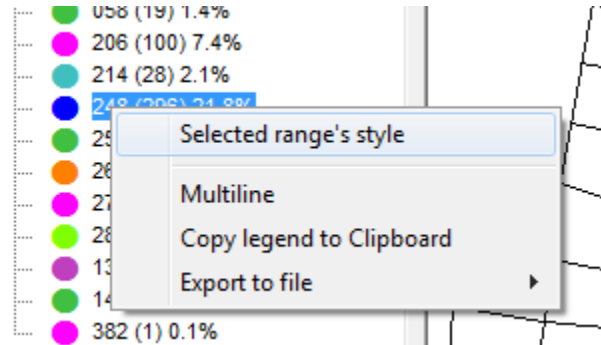 058 (19) 1.4%
206 (100) 7.4%
214 (28) 2.1%
248 (296) 21.8%
Selected range's style
Multiline
Copy legend to Clipboard
Export to file
382 (1) 0.1%